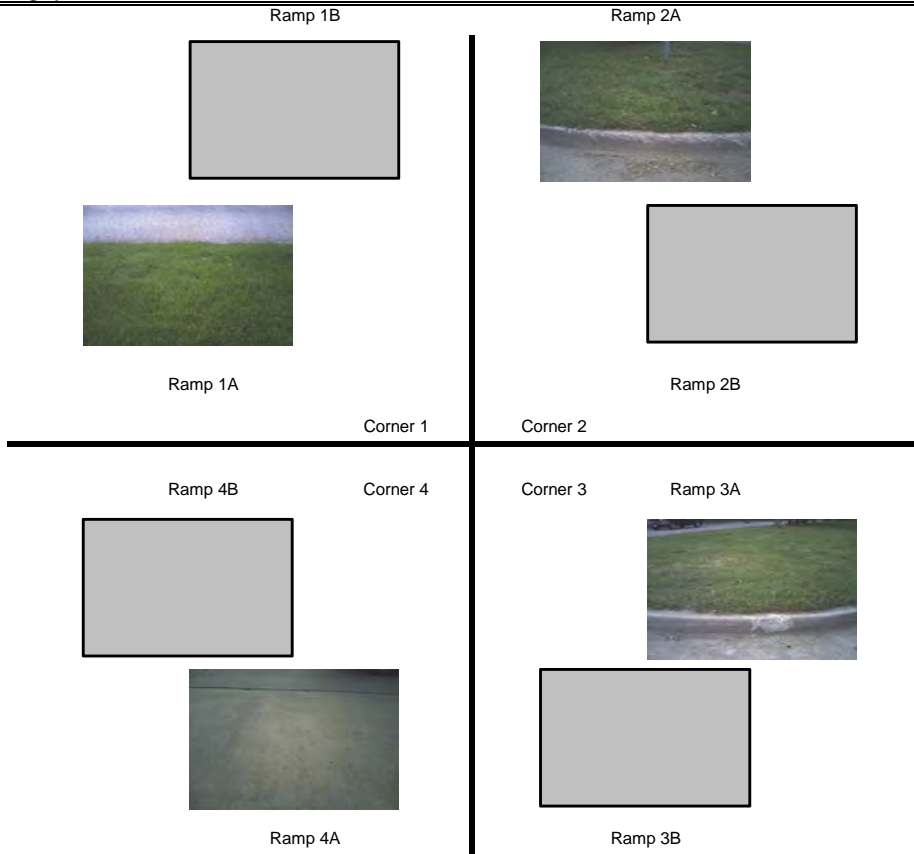 Ramp 1B
Ramp 2A
Ramp 1A
Ramp 2B
Corner 1
Corner 2
Ramp 4B
Corner 4
Corner 3
Ramp 3A
Ramp 4A
Ramp 3B